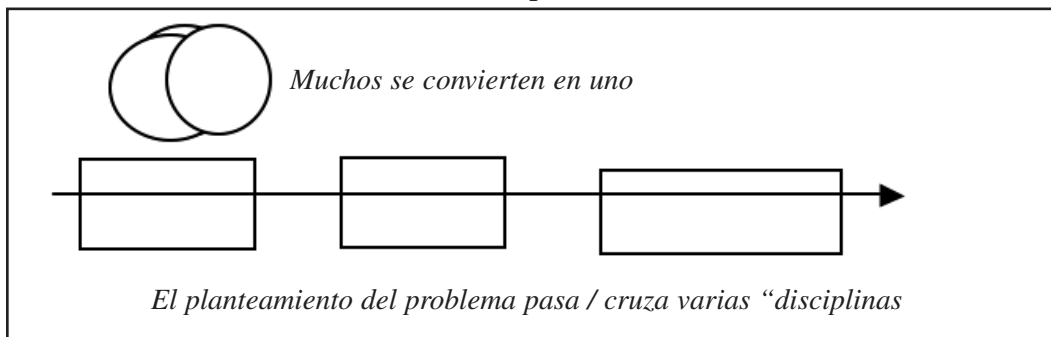 Muchos se convierten en uno
El planteamiento del problema pasa / cruza varias “disciplinas